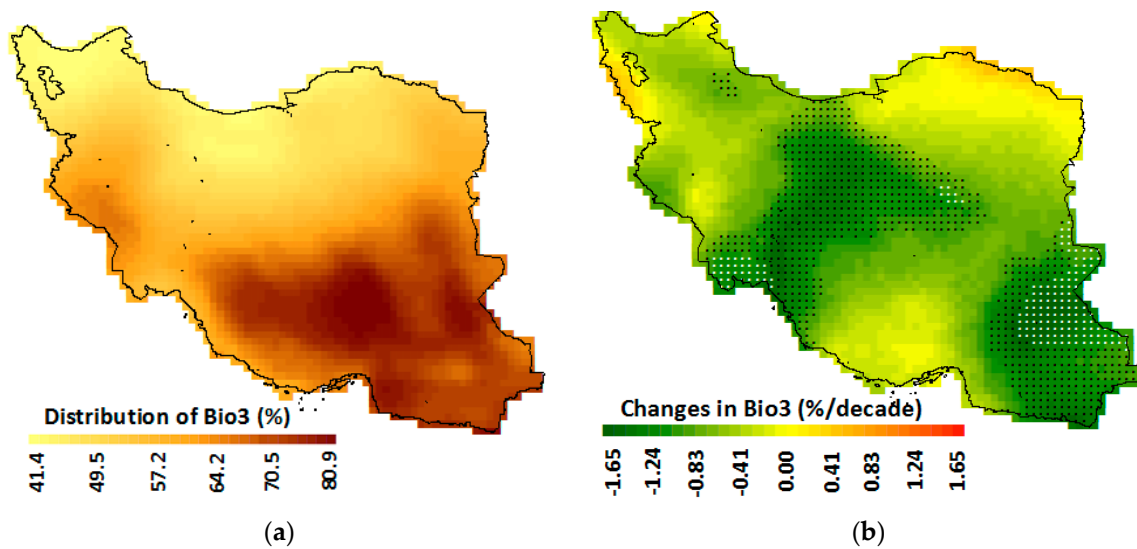 Distribution of Bio3 (%)
41.4 49.5 57.2 64.2 70.5 80.9
(a)
Changes in Bio3 (%/decade)
-1.65 -1.24 -0.83 -0.41 0.00 0.41 0.83 1.24 1.65
(b)